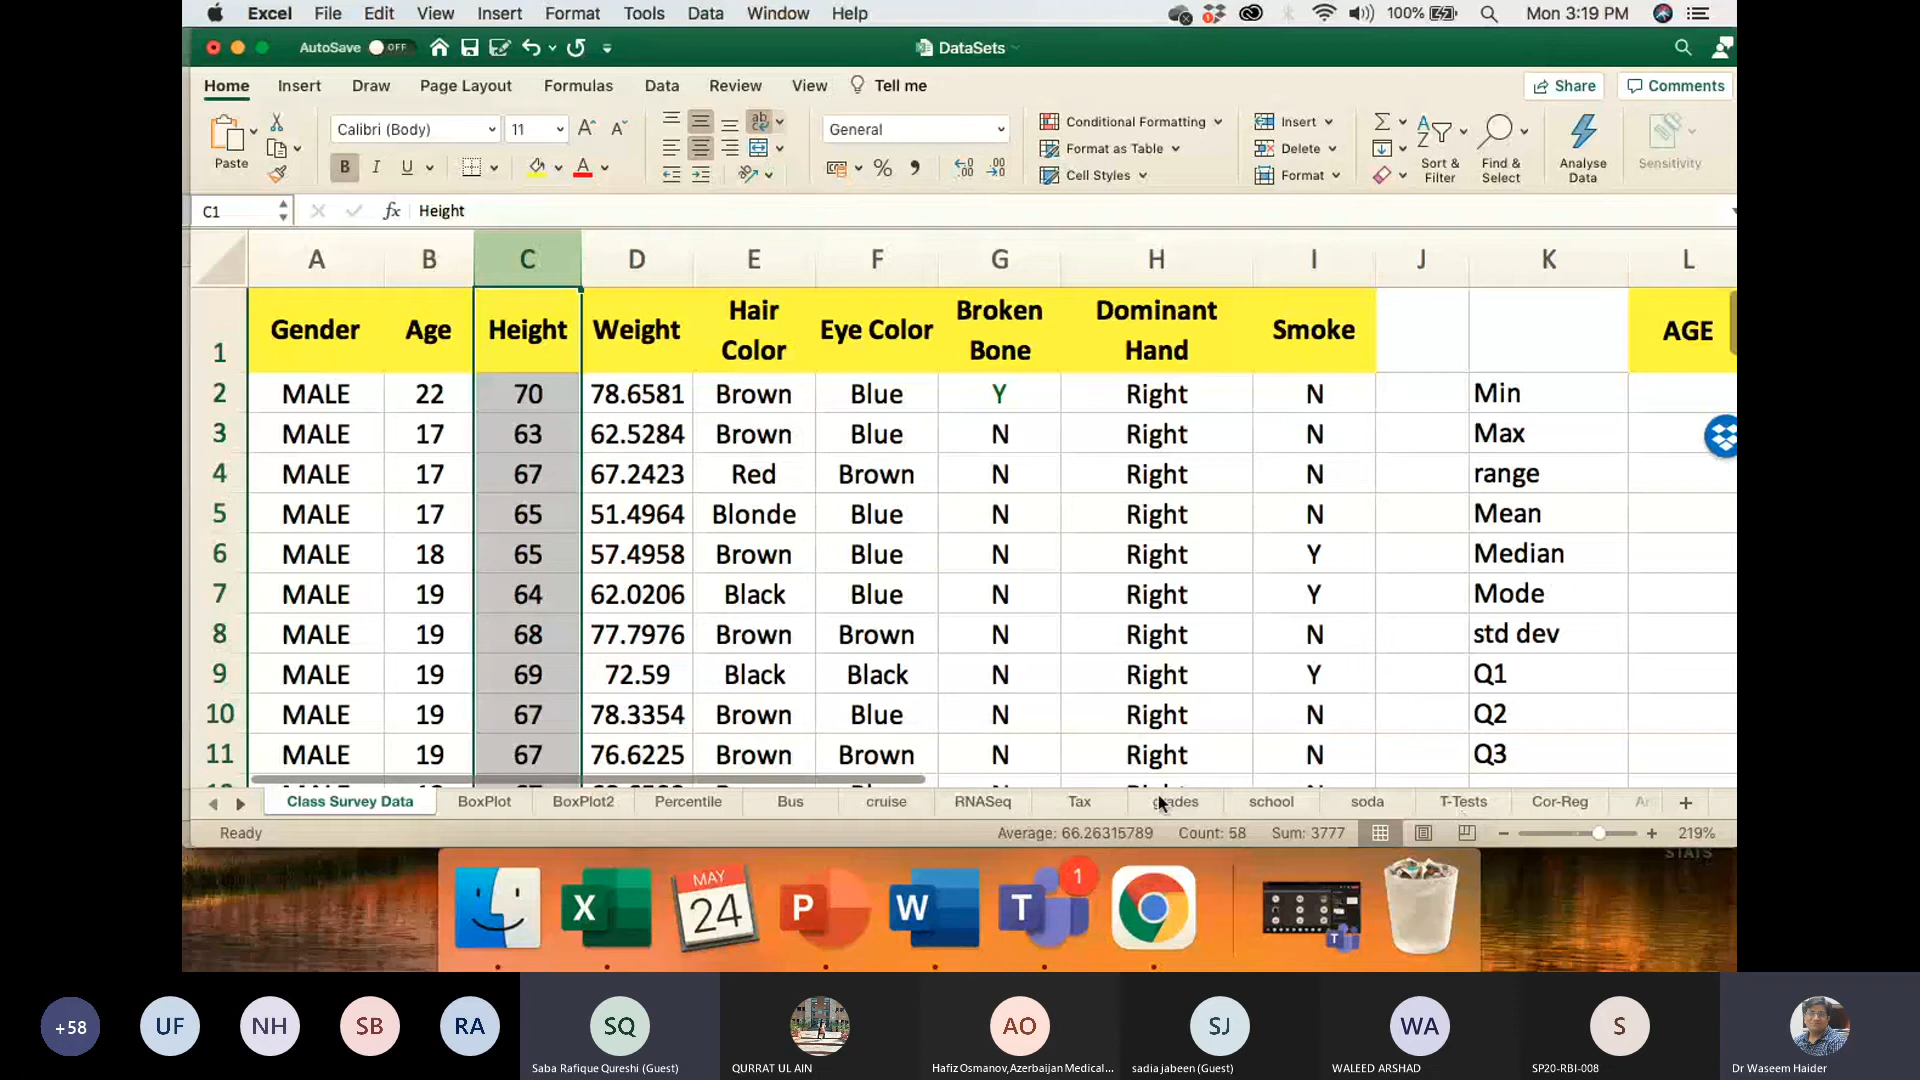 Excel File Edit View Insert Format Tools Data Window Help 100% Mon 3:19 PM
AutoSave OFF DataSets
Home Insert Draw Page Layout Formulas Data Review View Tell me Share Comments
Calibri (Body) 11 General Conditional Formatting Insert
Format as Table Delete
Paste B I U Cell Styles Format Sort & Filter Find & Select Analyse Data Sensitivity
C1 fx Height
A B C D E F G H I J K L
1 Gender Age Height Weight Hair Color Eye Color Broken Bone Dominant Hand Smoke AGE
2 MALE 22 70 78.6581 Brown Blue Y Right N Min
3 MALE 17 63 62.5284 Brown Blue N Right N Max
4 MALE 17 67 67.2423 Red Brown N Right N range
5 MALE 17 65 51.4964 Blonde Blue N Right N Mean
6 MALE 18 65 57.4958 Brown Blue N Right Y Median
7 MALE 19 64 62.0206 Black Blue N Right Y Mode
8 MALE 19 68 77.7976 Brown Brown N Right N std dev
9 MALE 19 69 72.59 Black Black N Right Y Q1
10 MALE 19 67 78.3354 Brown Blue N Right N Q2
11 MALE 19 67 76.6225 Brown Brown N Right N Q3
Class Survey Data BoxPlot BoxPlot2 Percentile Bus cruise RNASeq Tax grades school soda T-Tests Cor-Reg
Ready Average: 66.26315789 Count: 58 Sum: 3777 219%
STATS
X MAY 24 P W T 1 T
+58 UF NH SB RA SQ AO SJ WA S
Saba Rafique Qureshi (Guest) QURRAT UL AIN Hafiz Osmanov,Azerbaijan Medical... sadia jabeen (Guest) WALEED ARSHAD SP20-RBI-008 Dr Waseem Haider